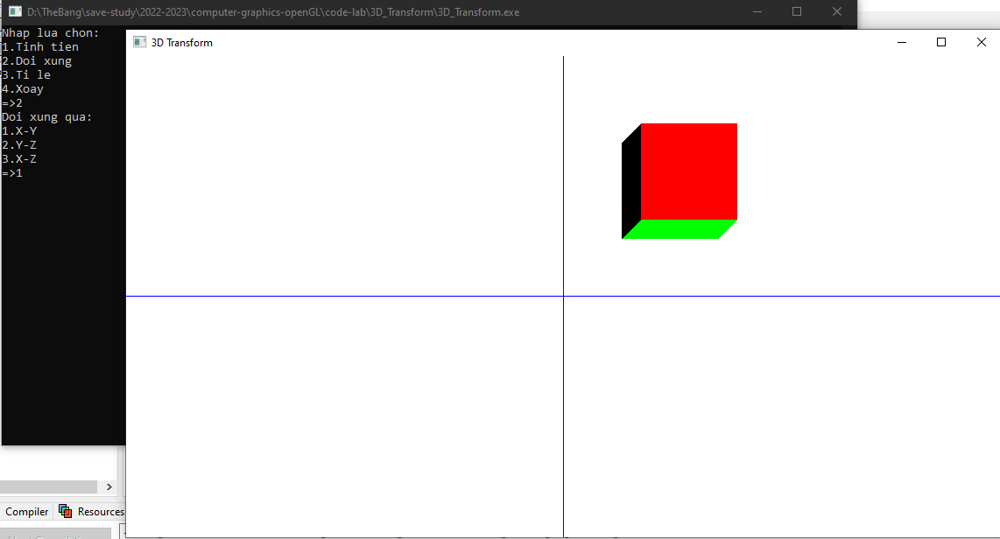 D:\TheBang\save-study\2022-2023\computer-graphics-openGL\code-lab\3D_Transform\3D_Transform.exe
Nhap lua chon:
1.Tinh tien
2.Doi xung
3.Ti le
4.Xoay
=>2
Doi xung qua:
1.X-Y
2.Y-Z
3.X-Z
=>1
3D Transform
Compiler
Resources